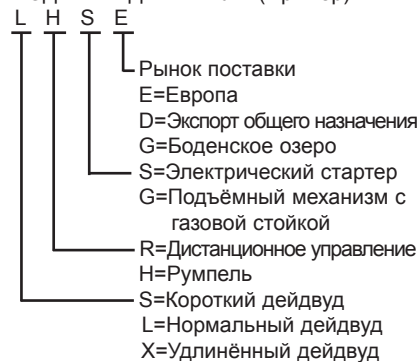 L H S E
Рынок поставки
E=Европа
D=Экспорт общего назначения
G=Боденское озеро
S=Электрический стартер
G=Подъёмный механизм с
газовой стойкой
R=Дистанционное управление
H=Румпель
S=Короткий дейдвуд
L=Нормальный дейдвуд
X=Удлинённый дейдвуд